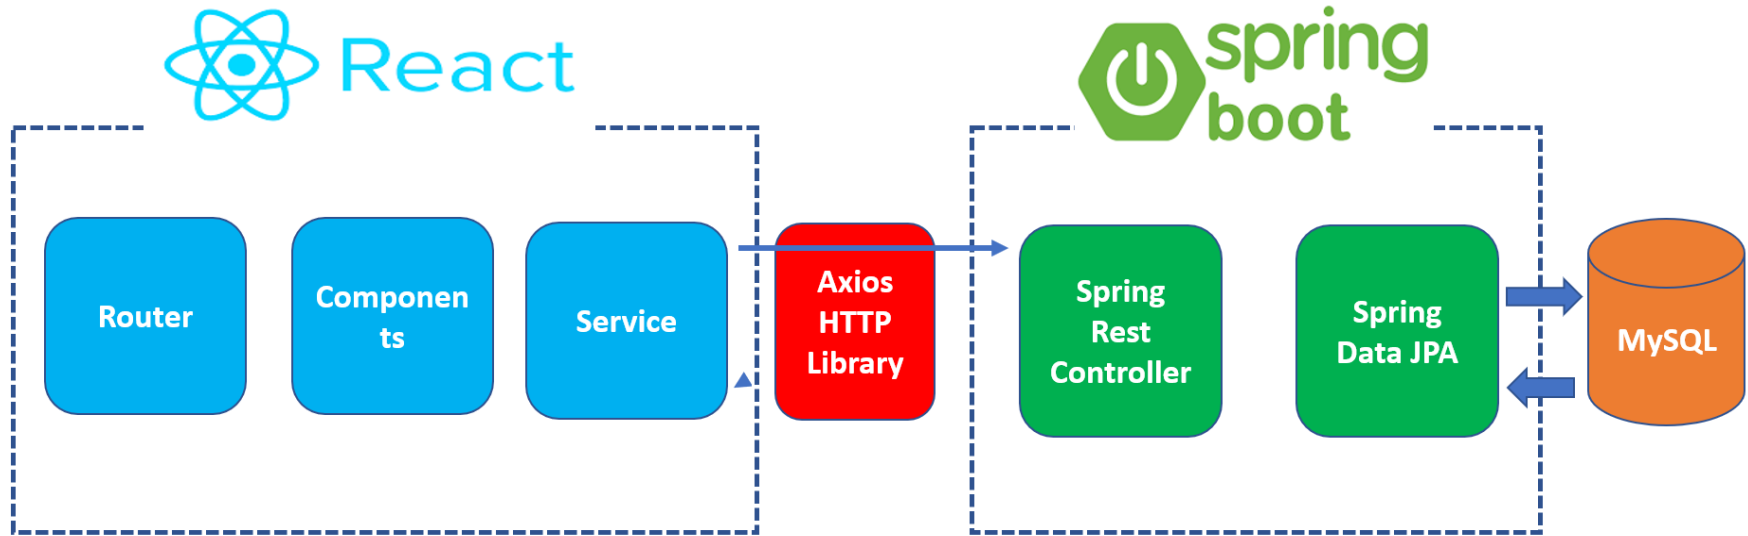 React
spring
boot
Router
Componen
ts
Service
Axios
HTTP
Library
Spring
Rest
Controller
Spring
Data JPA
MySQL